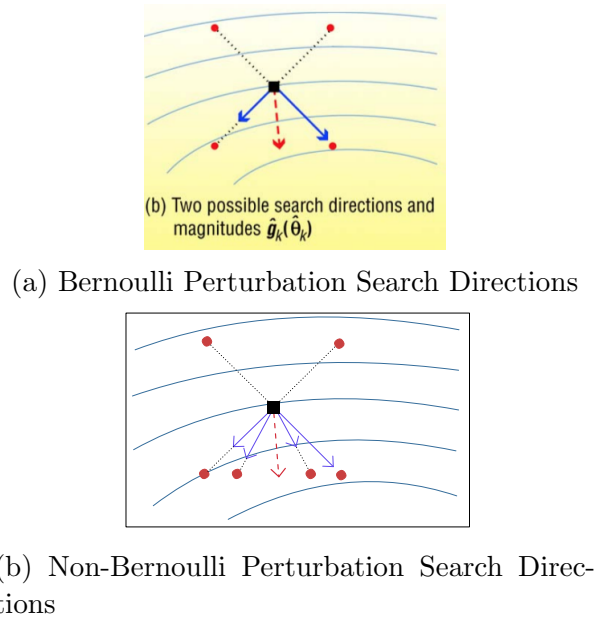 (b) Two possible search directions and
magnitudes ĝₖ(θ̂ₖ)
(a) Bernoulli Perturbation Search Directions
b) Non-Bernoulli Perturbation Search Direc-
tions